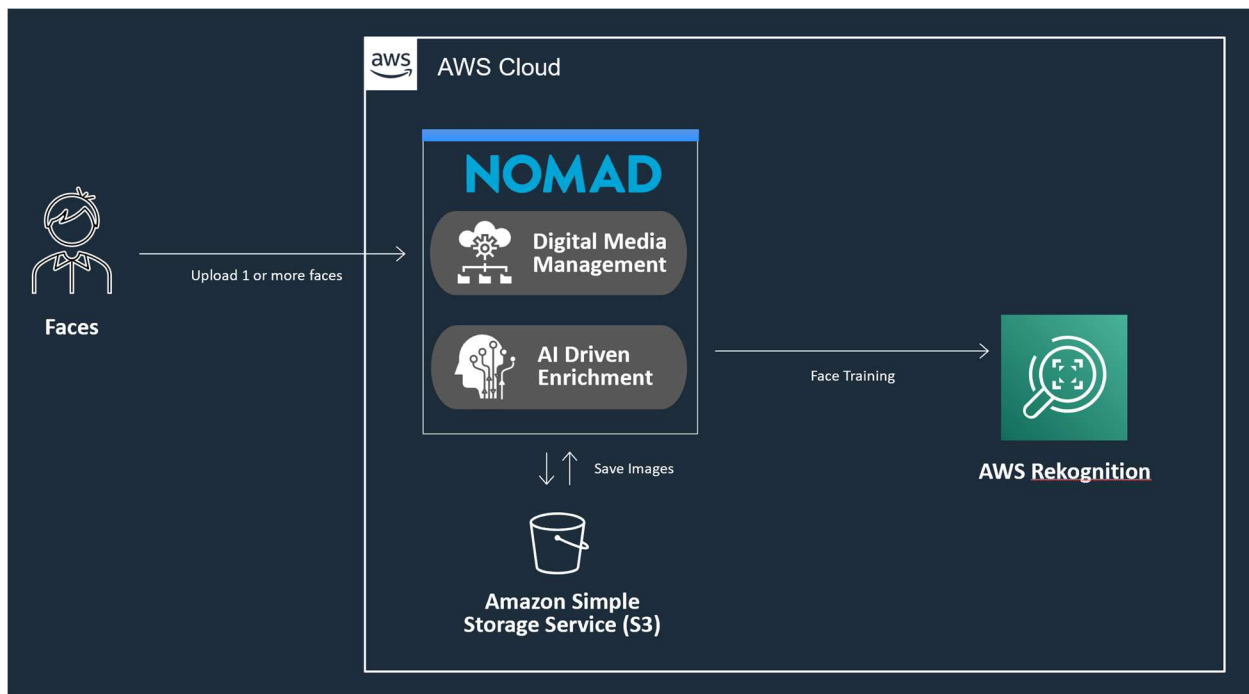 aws
AWS Cloud
NOMAD
Digital Media
Management
Upload 1 or more faces
Faces
AI Driven
Enrichment
Face Training
AWS Rekognition
Save Images
Amazon Simple
Storage Service (S3)